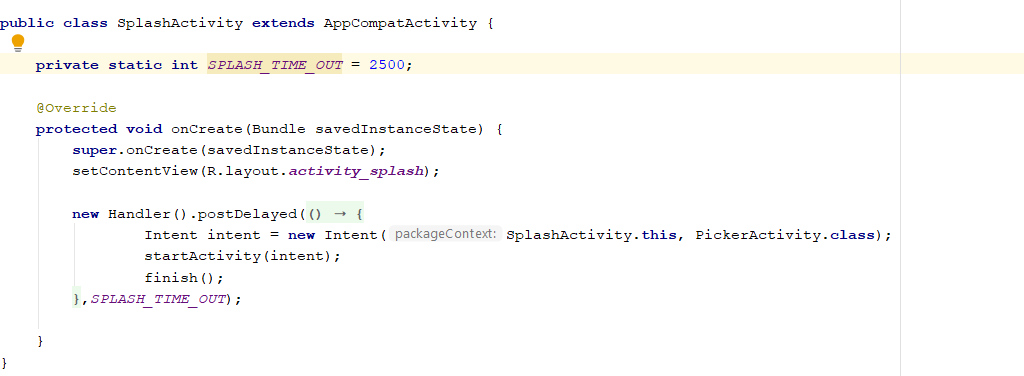 public class SplashActivity extends AppCompatActivity {
private static int SPLASH_TIME_OUT = 2500;
@Override
protected void onCreate(Bundle savedInstanceState) {
super.onCreate(savedInstanceState);
setContentView(R.layout.activity_splash);
new Handler().postDelayed(() → {
Intent intent = new Intent( packageContext: SplashActivity.this, PickerActivity.class);
startActivity(intent);
finish();
},SPLASH_TIME_OUT);
}
}